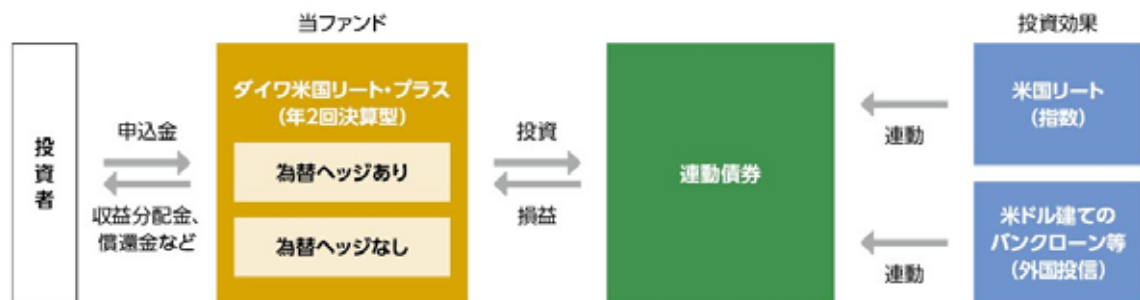 当ファンド
投資効果
投資者
申込金
収益分配金、
償還金など
ダイワ米国リート・プラス
(年2回決算型)
為替ヘッジあり
為替ヘッジなし
投資
損益
連動債券
連動
連動
米国リート
(指数)
米ドル建ての
バンクローン等
(外国投信)